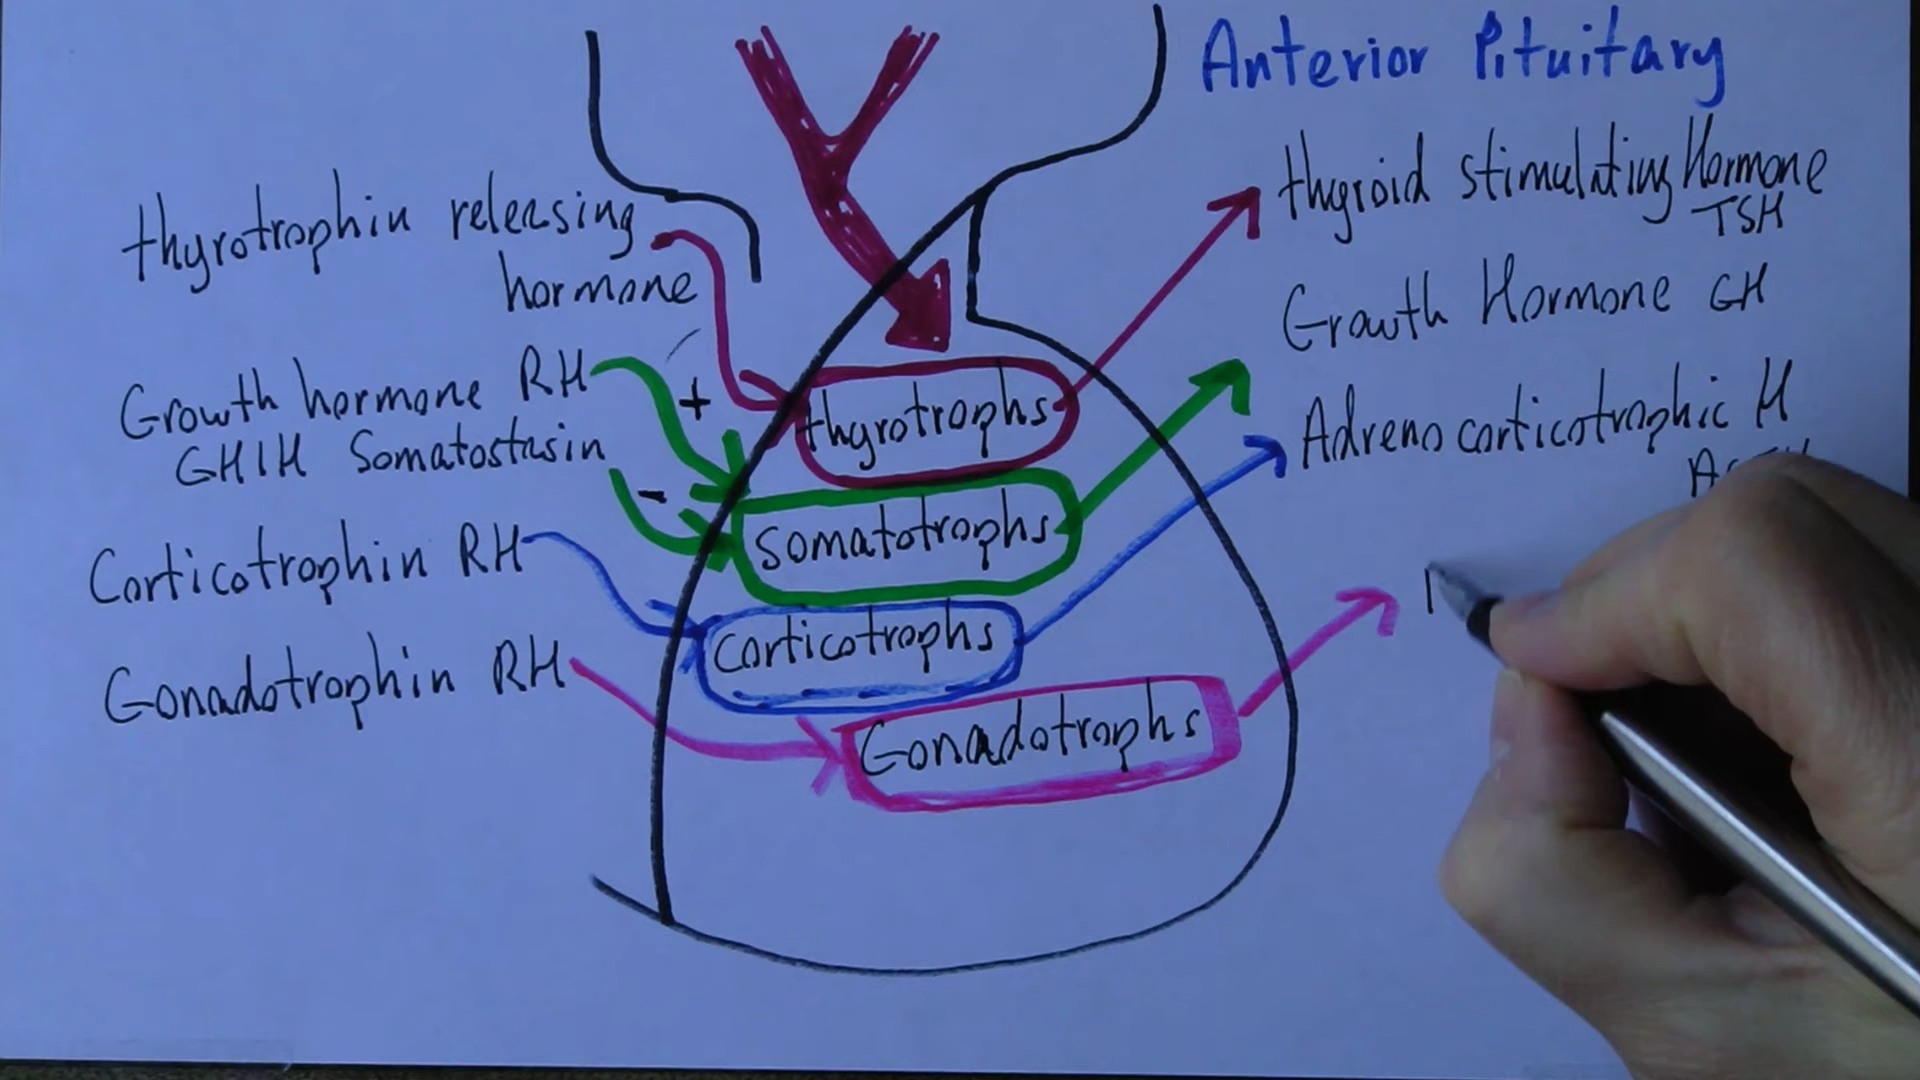 Anterior Pituitary
thyrotrophin releasing
hormone
Growth hormone RH
GHIH Somatostasin
Corticotrophin RH
Gonadotrophin RH
+
-
thyrotrophs
somatotrophs
corticotrophs
Gonadotrophs
thyroid stimulating Hormone
TSH
Growth Hormone GH
Adreno corticotrophic H